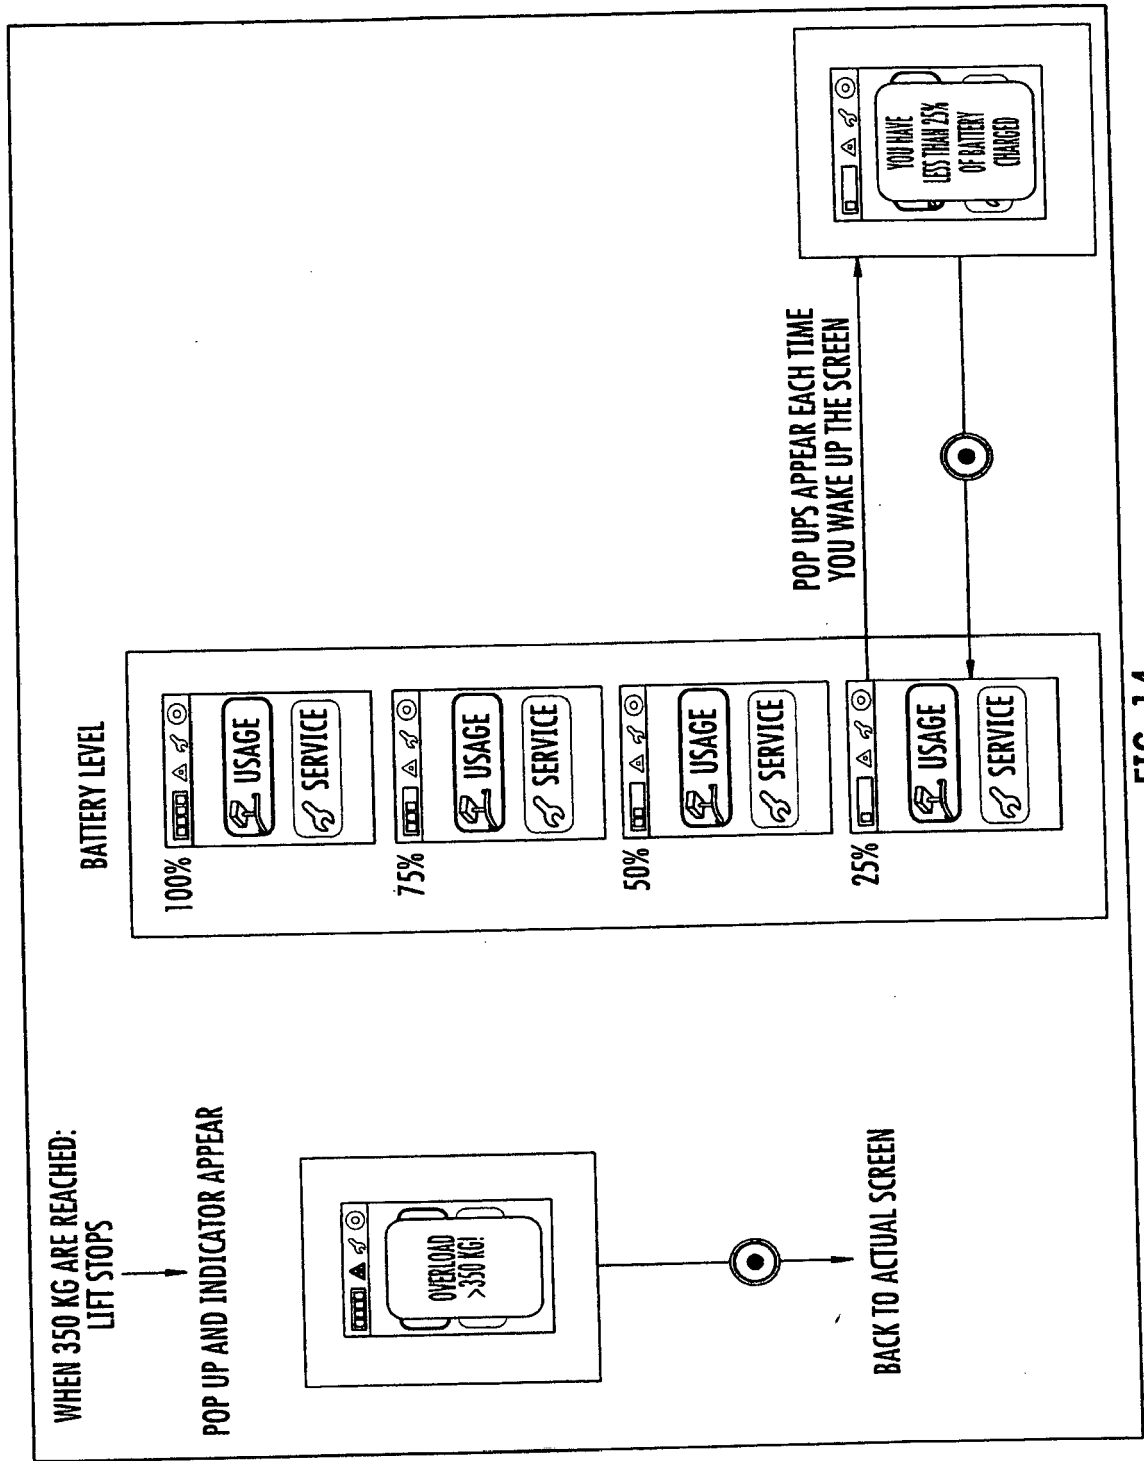 WHEN 350 KG ARE REACHED:
LIFT STOPS
POP UP AND INDICATOR APPEAR
OVERLOAD
>350 KG!
BACK TO ACTUAL SCREEN
BATTERY LEVEL
100%
USAGE
SERVICE
75%
USAGE
SERVICE
50%
USAGE
SERVICE
25%
USAGE
SERVICE
POP UPS APPEAR EACH TIME
YOU WAKE UP THE SCREEN
YOU HAVE
LESS THAN 25%
OF BATTERY
CHARGED
FIG. 14